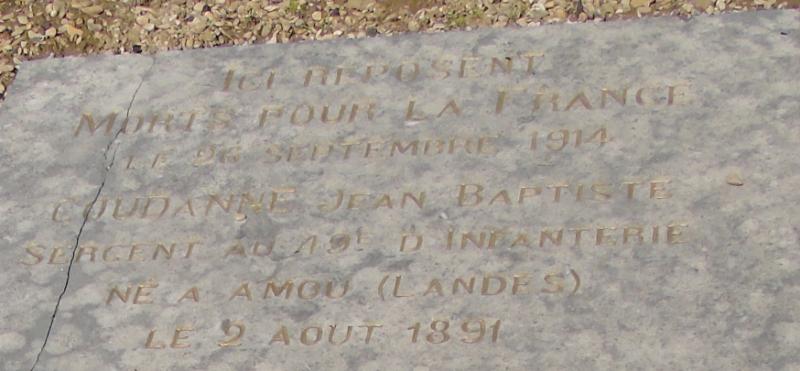 ICI REPOSENT
MORTS POUR LA FRANCE
LE 26 SEPTEMBRE 1914
COUDANNE JEAN BAPTISTE
SERGENT AU 49E D INFANTERIE
NE A AMOU (LANDES)
LE 2 AOUT 1891